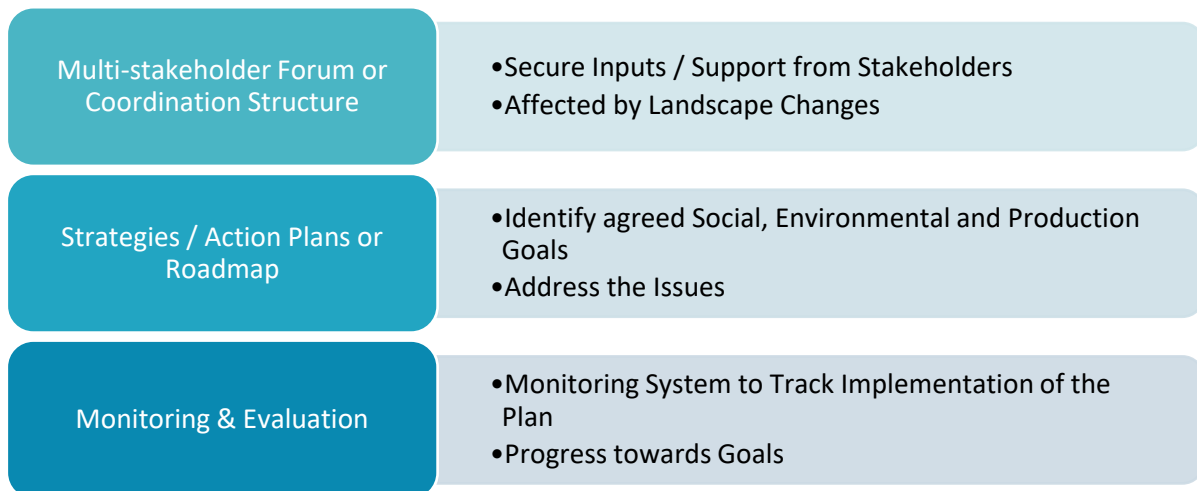 Multi-stakeholder Forum or
Coordination Structure
•Secure Inputs / Support from Stakeholders
•Affected by Landscape Changes
Strategies / Action Plans or
Roadmap
•Identify agreed Social, Environmental and Production
Goals
•Address the Issues
Monitoring & Evaluation
•Monitoring System to Track Implementation of the
Plan
•Progress towards Goals